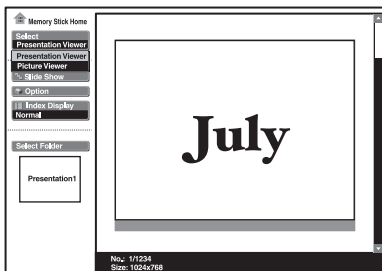 Memory Stick Home
Select
Presentation Viewer
Presentation Viewer
Picture Viewer
Slide Show
Option
Index Display
Normal
Select Folder
Presentation1
July
No.: 1/1234
Size: 1024x768